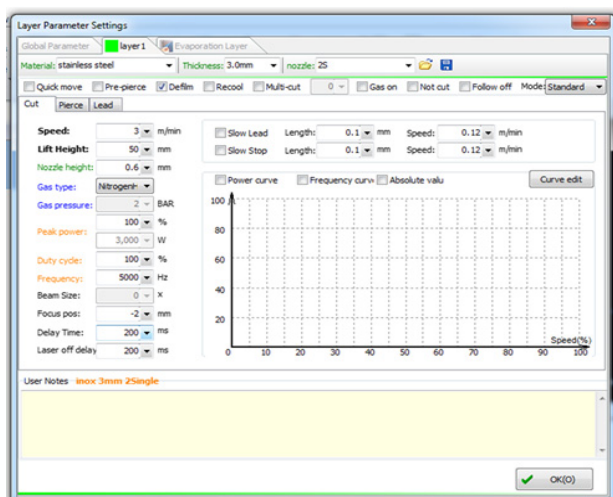 Layer Parameter Settings
Global Parameter layer1 Evaporation Layer
Material: stainless steel Thickness: 3.0mm nozzle: 2S
Quick move Pre-pierce Defilm Recool Multi-cut 0 Gas on Not cut Follow off Mode: Standard
Cut Pierce Lead
Speed: 3 m/min
Slow Lead Length: 0.1 mm Speed: 0.12 m/min
Lift Height: 50 mm
Slow Stop Length: 0.1 mm Speed: 0.12 m/min
Nozzle height: 0.6 mm
Gas type: NitrogenH
Power curve Frequency curv Absolute valu Curve edit
Gas pressure: 2 BAR
Peak power: 100 %
3,000 W
Duty cycle: 100 %
Frequency: 5000 Hz
Beam Size: 0 x
Focus pos: -2 mm
Delay Time: 200 ms
Laser off delay 200 ms
100
80
60
40
20
Speed(%)
0 10 20 30 40 50 60 70 80 90 100
User Notes inox 3mm 2Single
OK(O)